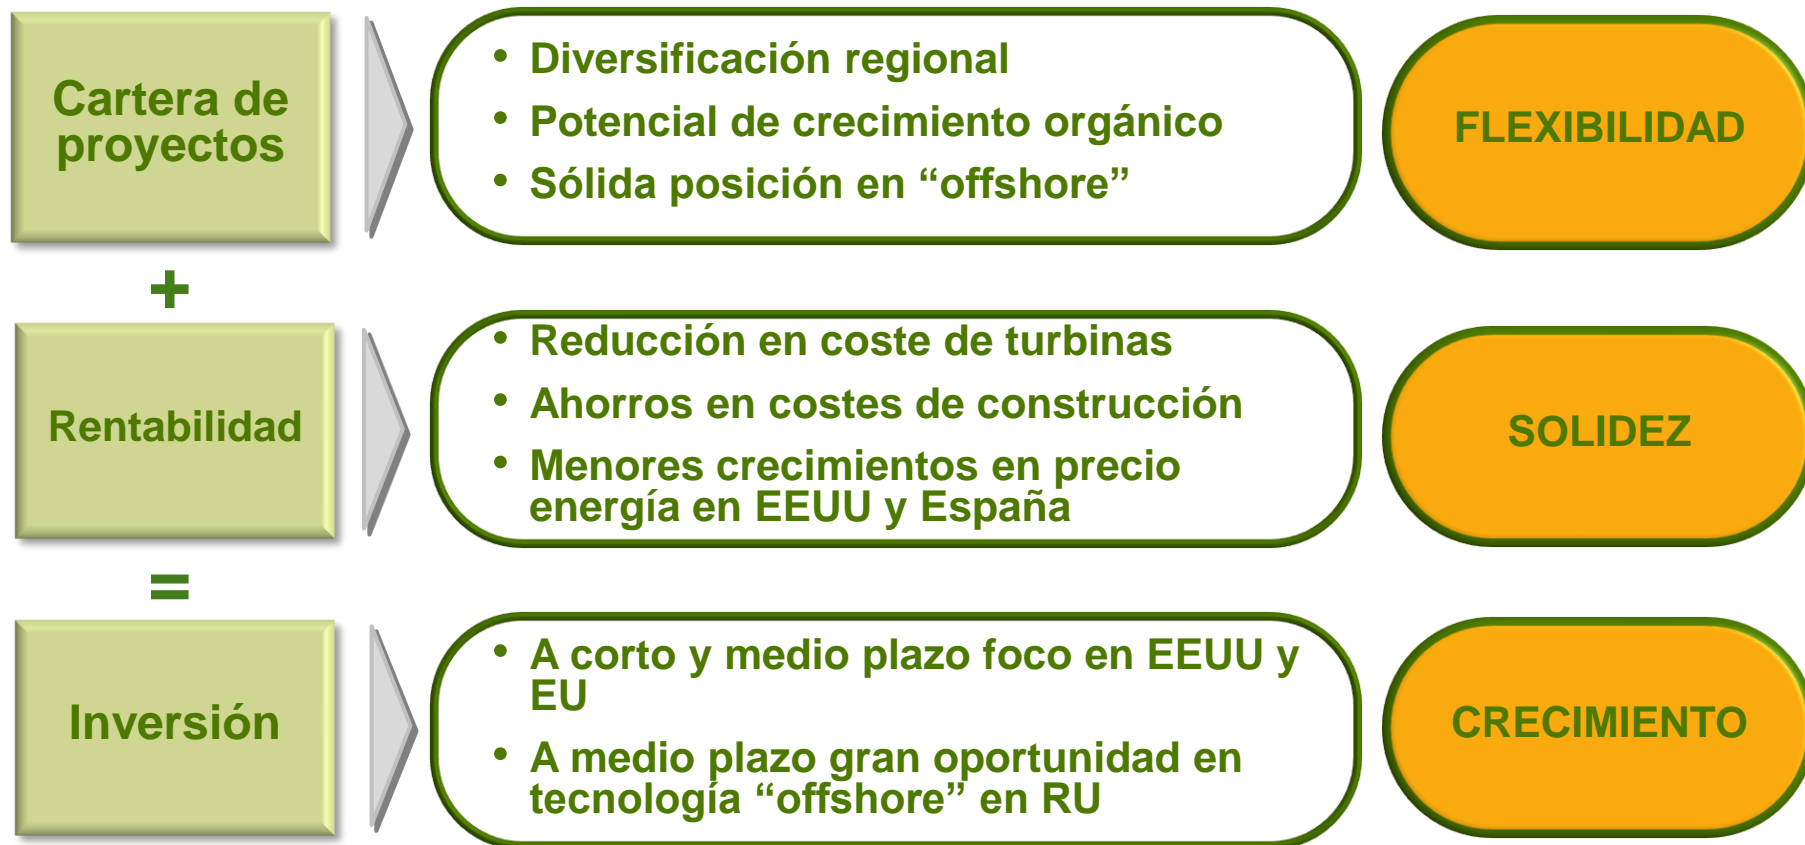 Cartera de
proyectos
• Diversificación regional
• Potencial de crecimiento orgánico
• Sólida posición en “offshore”
FLEXIBILIDAD
+
Rentabilidad
• Reducción en coste de turbinas
• Ahorros en costes de construcción
• Menores crecimientos en precio
energía en EEUU y España
SOLIDEZ
=
Inversión
• A corto y medio plazo foco en EEUU y
EU
• A medio plazo gran oportunidad en
tecnología “offshore” en RU
CRECIMIENTO